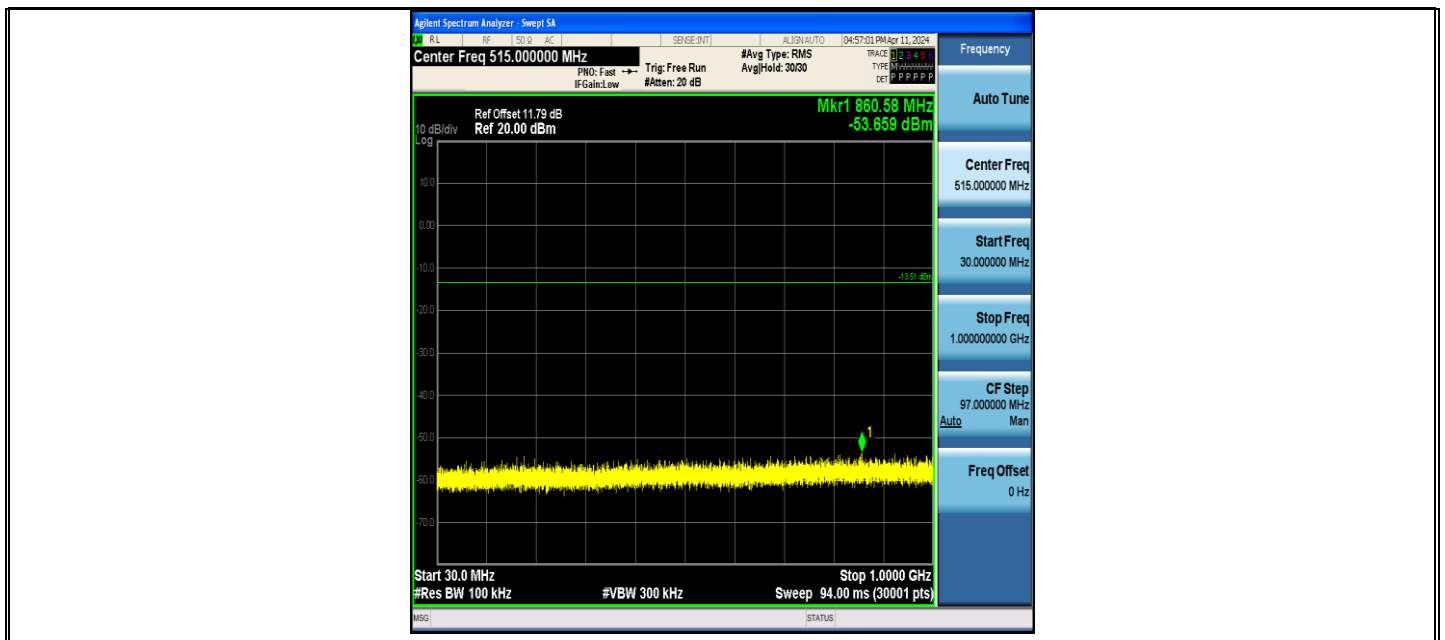 Agilent Spectrum Analyzer - Swept SA
RL RF 50 Ω AC SENSE:INT ALIGN AUTO 04:57:01 PM Apr 11, 2024
Center Freq 515.000000 MHz
PNO: Fast
IFGain:Low
Trig: Free Run
#Atten: 20 dB
#Avg Type: RMS
Avg|Hold: 30/30
TRACE 1 2 3 4 5 6
TYPE
DET P P P P P P
Mkr1 860.58 MHz
-53.659 dBm
Ref Offset 11.79 dB
10 dB/div Ref 20.00 dBm
Log
10.0
0.00
-10.0
-13.51 dBm
-20.0
-30.0
-40.0
-50.0
1
-60.0
-70.0
Start 30.0 MHz Stop 1.0000 GHz
#Res BW 100 kHz #VBW 300 kHz Sweep 94.00 ms (30001 pts)
MSG STATUS
Frequency
Auto Tune
Center Freq
515.000000 MHz
Start Freq
30.000000 MHz
Stop Freq
1.000000000 GHz
CF Step
97.000000 MHz
Auto Man
Freq Offset
0 Hz